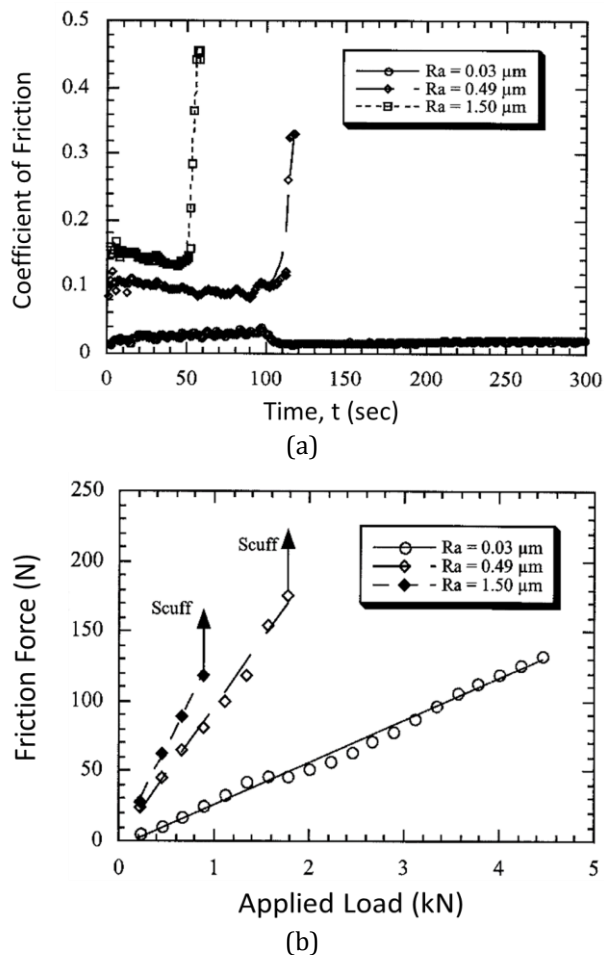 0.5
0.4
0.3
0.2
0.1
0
Coefficient of Friction
Ra = 0.03 µm
Ra = 0.49 µm
Ra = 1.50 µm
0 50 100 150 200 250 300
Time, t (sec)
(a)
250
200
150
100
50
0
Friction Force (N)
Scuff
Scuff
Ra = 0.03 µm
Ra = 0.49 µm
Ra = 1.50 µm
0 1 2 3 4 5
Applied Load (kN)
(b)